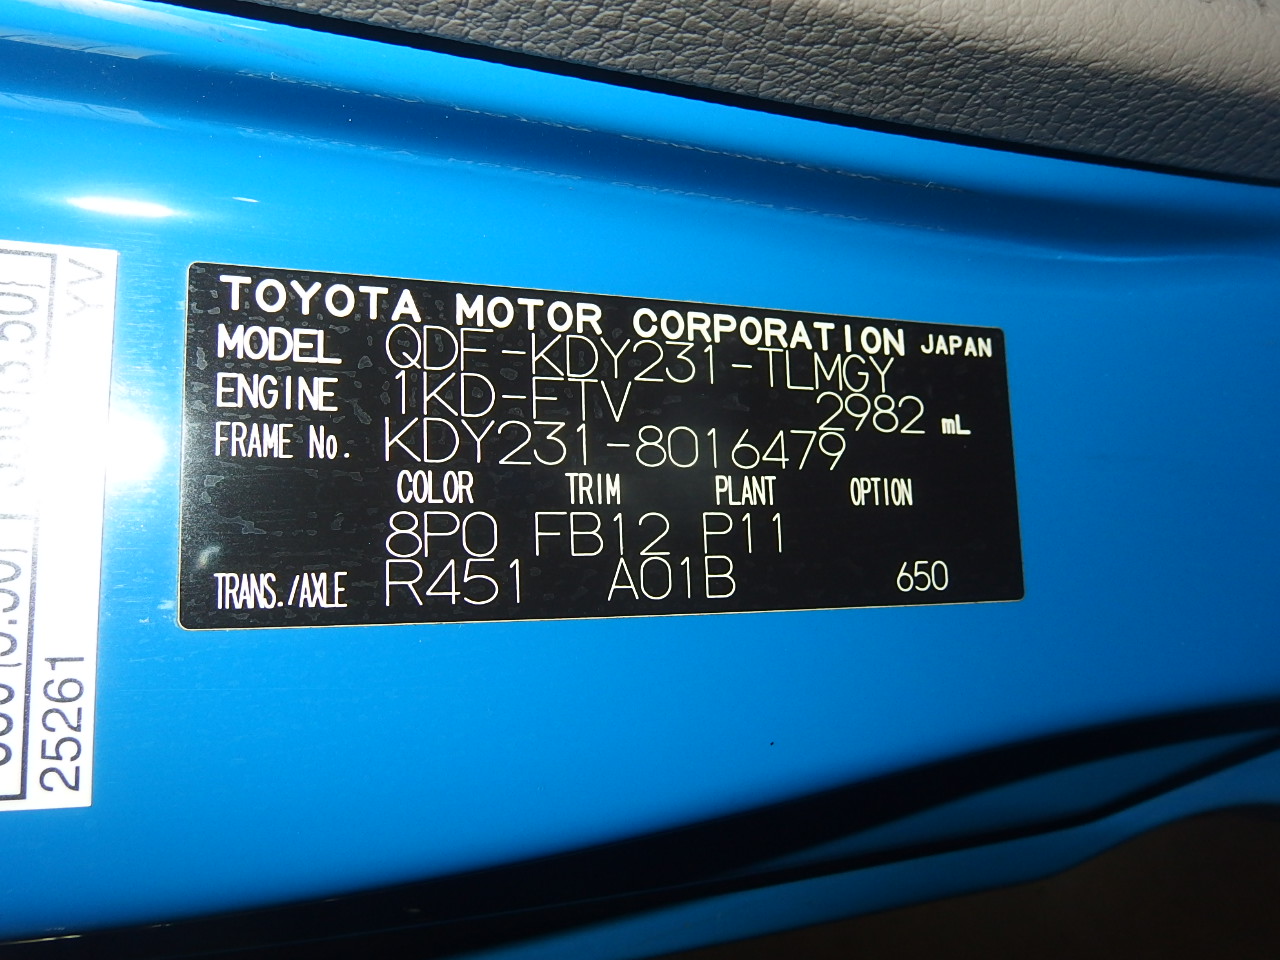 TOYOTA MOTOR CORPORATION JAPAN
MODEL QDF-KDY231-TLMGY
ENGINE 1KD-FTV 2982 mL
FRAME No. KDY231-8016479
COLOR TRIM PLANT OPTION
8P0 FB12 P11
TRANS./AXLE R451 A01B 650
25261 YV